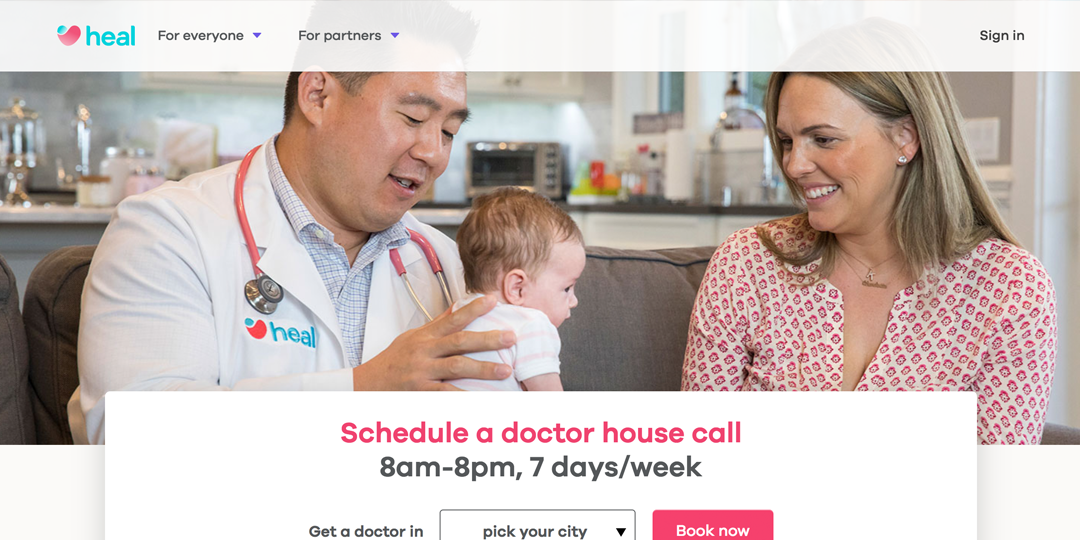 heal
For everyone
For partners
Sign in
heal
Schedule a doctor house call
8am-8pm, 7 days/week
Get a doctor in
pick your city
Book now